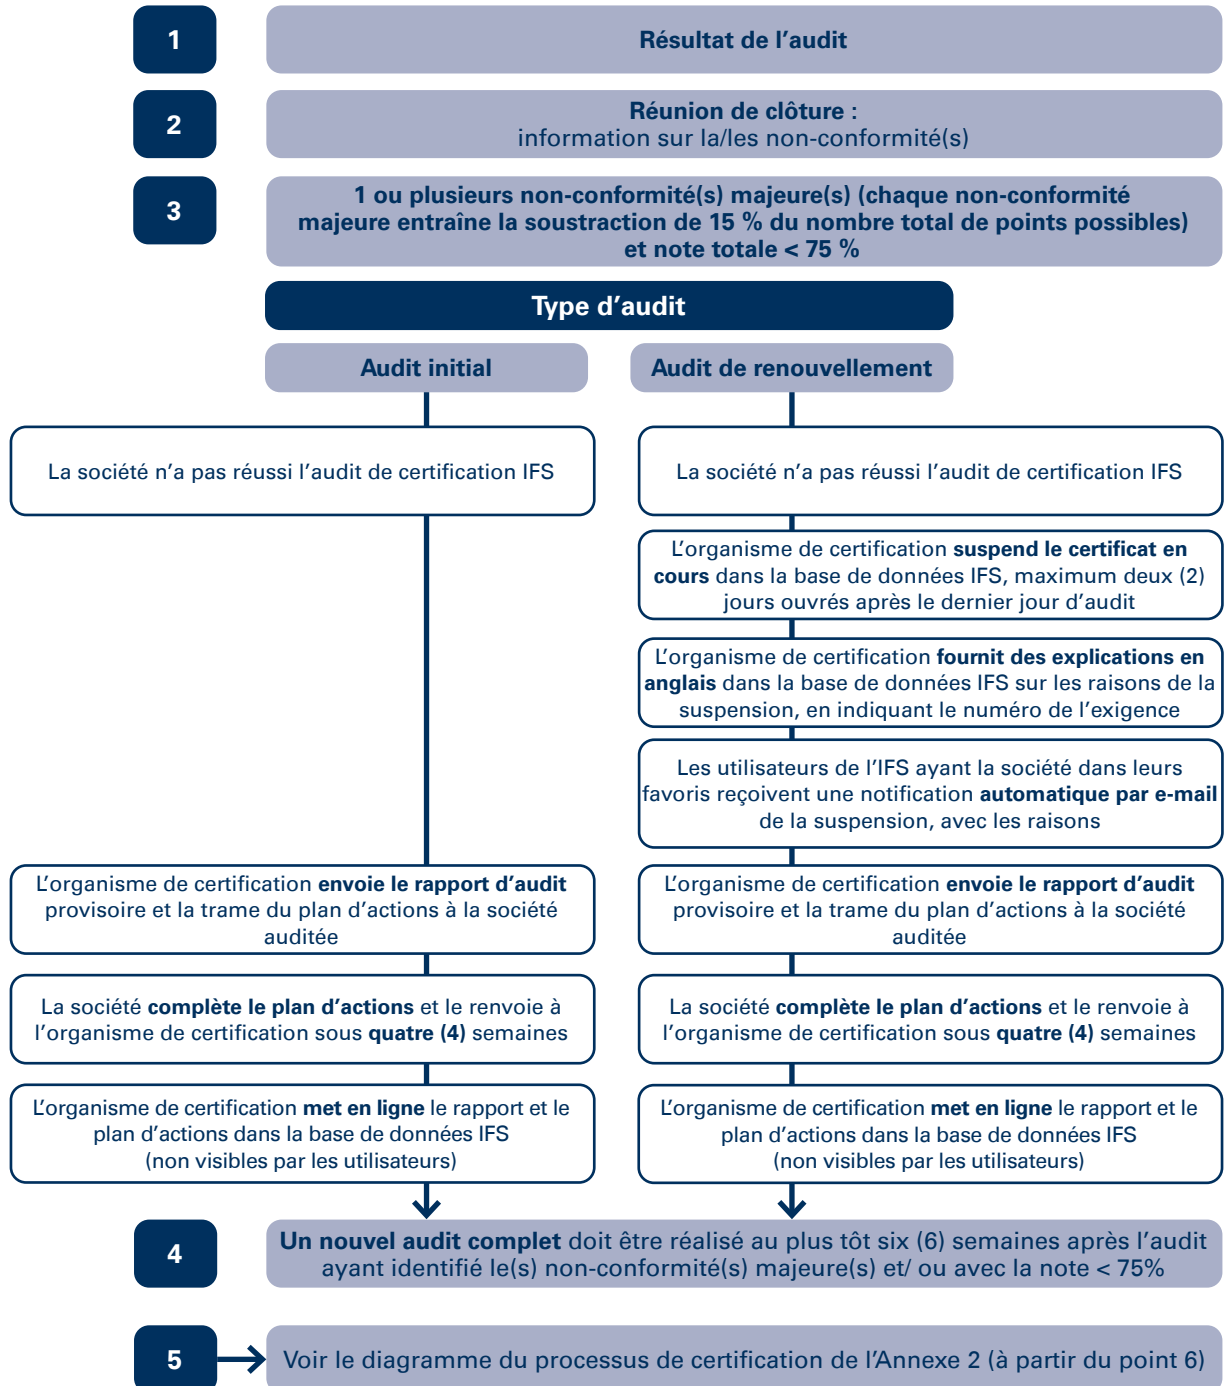 1
Résultat de l'audit
2
Réunion de clôture :
information sur la/les non-conformité(s)
3
1 ou plusieurs non-conformité(s) majeure(s) (chaque non-conformité
majeure entraîne la soustraction de 15 % du nombre total de points possibles)
et note totale < 75 %
Type d'audit
Audit initial
Audit de renouvellement
La société n'a pas réussi l'audit de certification IFS
La société n'a pas réussi l'audit de certification IFS
L'organisme de certification suspend le certificat en
cours dans la base de données IFS, maximum deux (2)
jours ouvrés après le dernier jour d'audit
L'organisme de certification fournit des explications en
anglais dans la base de données IFS sur les raisons de la
suspension, en indiquant le numéro de l'exigence
Les utilisateurs de l'IFS ayant la société dans leurs
favoris reçoivent une notification automatique par e-mail
de la suspension, avec les raisons
L'organisme de certification envoie le rapport d'audit
provisoire et la trame du plan d'actions à la société
auditée
L'organisme de certification envoie le rapport d'audit
provisoire et la trame du plan d'actions à la société
auditée
La société complète le plan d'actions et le renvoie à
l'organisme de certification sous quatre (4) semaines
La société complète le plan d'actions et le renvoie à
l'organisme de certification sous quatre (4) semaines
L'organisme de certification met en ligne le rapport et le
plan d'actions dans la base de données IFS
(non visibles par les utilisateurs)
L'organisme de certification met en ligne le rapport et le
plan d'actions dans la base de données IFS
(non visibles par les utilisateurs)
4
Un nouvel audit complet doit être réalisé au plus tôt six (6) semaines après l'audit
ayant identifié le(s) non-conformité(s) majeure(s) et/ ou avec la note < 75%
5
Voir le diagramme du processus de certification de l'Annexe 2 (à partir du point 6)